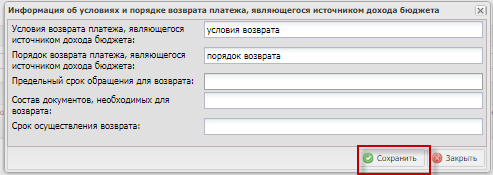 Информация об условиях и порядке возврата платежа, являющегося источником дохода бюджета
Условия возврата платежа, являющегося источником дохода бюджета:
условия возврата
Порядок возврата платежа, являющегося источником дохода бюджета:
порядок возврата
Предельный срок обращения для возврата:
Состав документов, необходимых для возврата:
Срок осуществления возврата:
Сохранить
Закрыть